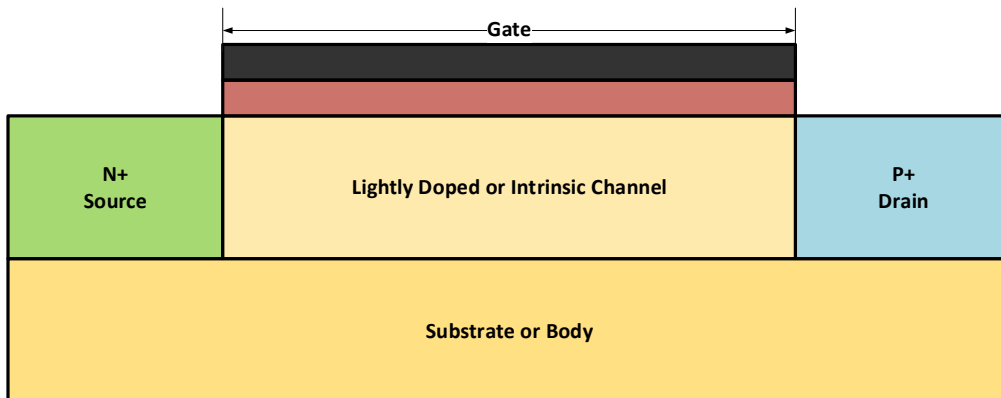 Gate
N+
Source
Lightly Doped or Intrinsic Channel
P+
Drain
Substrate or Body